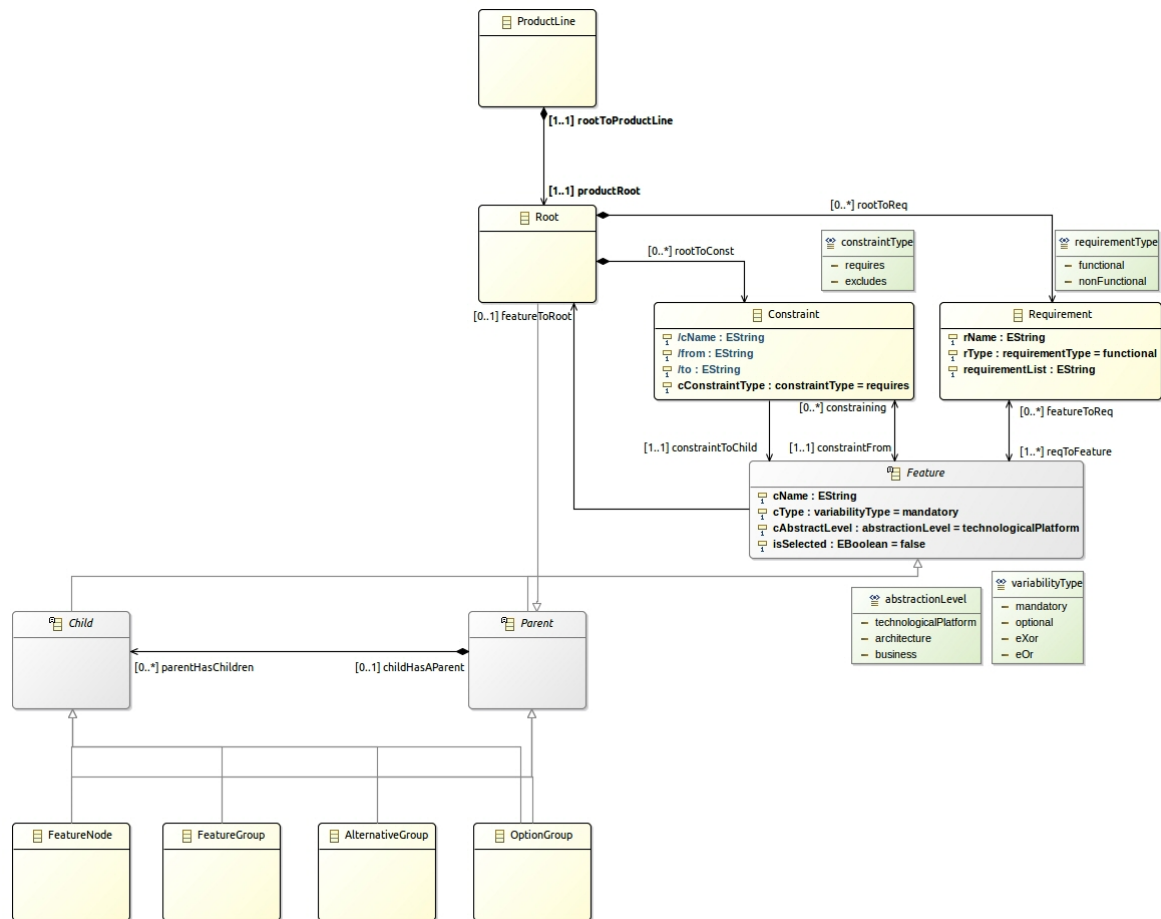 ProductLine
[1..1] rootToProductLine
[1..1] productRoot
Root
[0..*] rootToReq
[0..*] rootToConst
constraintType
requires
excludes
requirementType
functional
nonFunctional
[0..1] featureToRoot
Constraint
/cName : EString
/from : EString
/to : EString
cConstraintType : constraintType = requires
Requirement
rName : EString
rType : requirementType = functional
requirementList : EString
[0..*] constraining
[0..*] featureToReq
[1..1] constraintToChild
[1..1] constraintFrom
[1..*] reqToFeature
Feature
cName : EString
cType : variabilityType = mandatory
cAbstractLevel : abstractionLevel = technologicalPlatform
isSelected : EBoolean = false
abstractionLevel
technologicalPlatform
architecture
business
variabilityType
mandatory
optional
eXor
eOr
Child
Parent
[0..*] parentHasChildren
[0..1] childHasAParent
FeatureNode
FeatureGroup
AlternativeGroup
OptionGroup